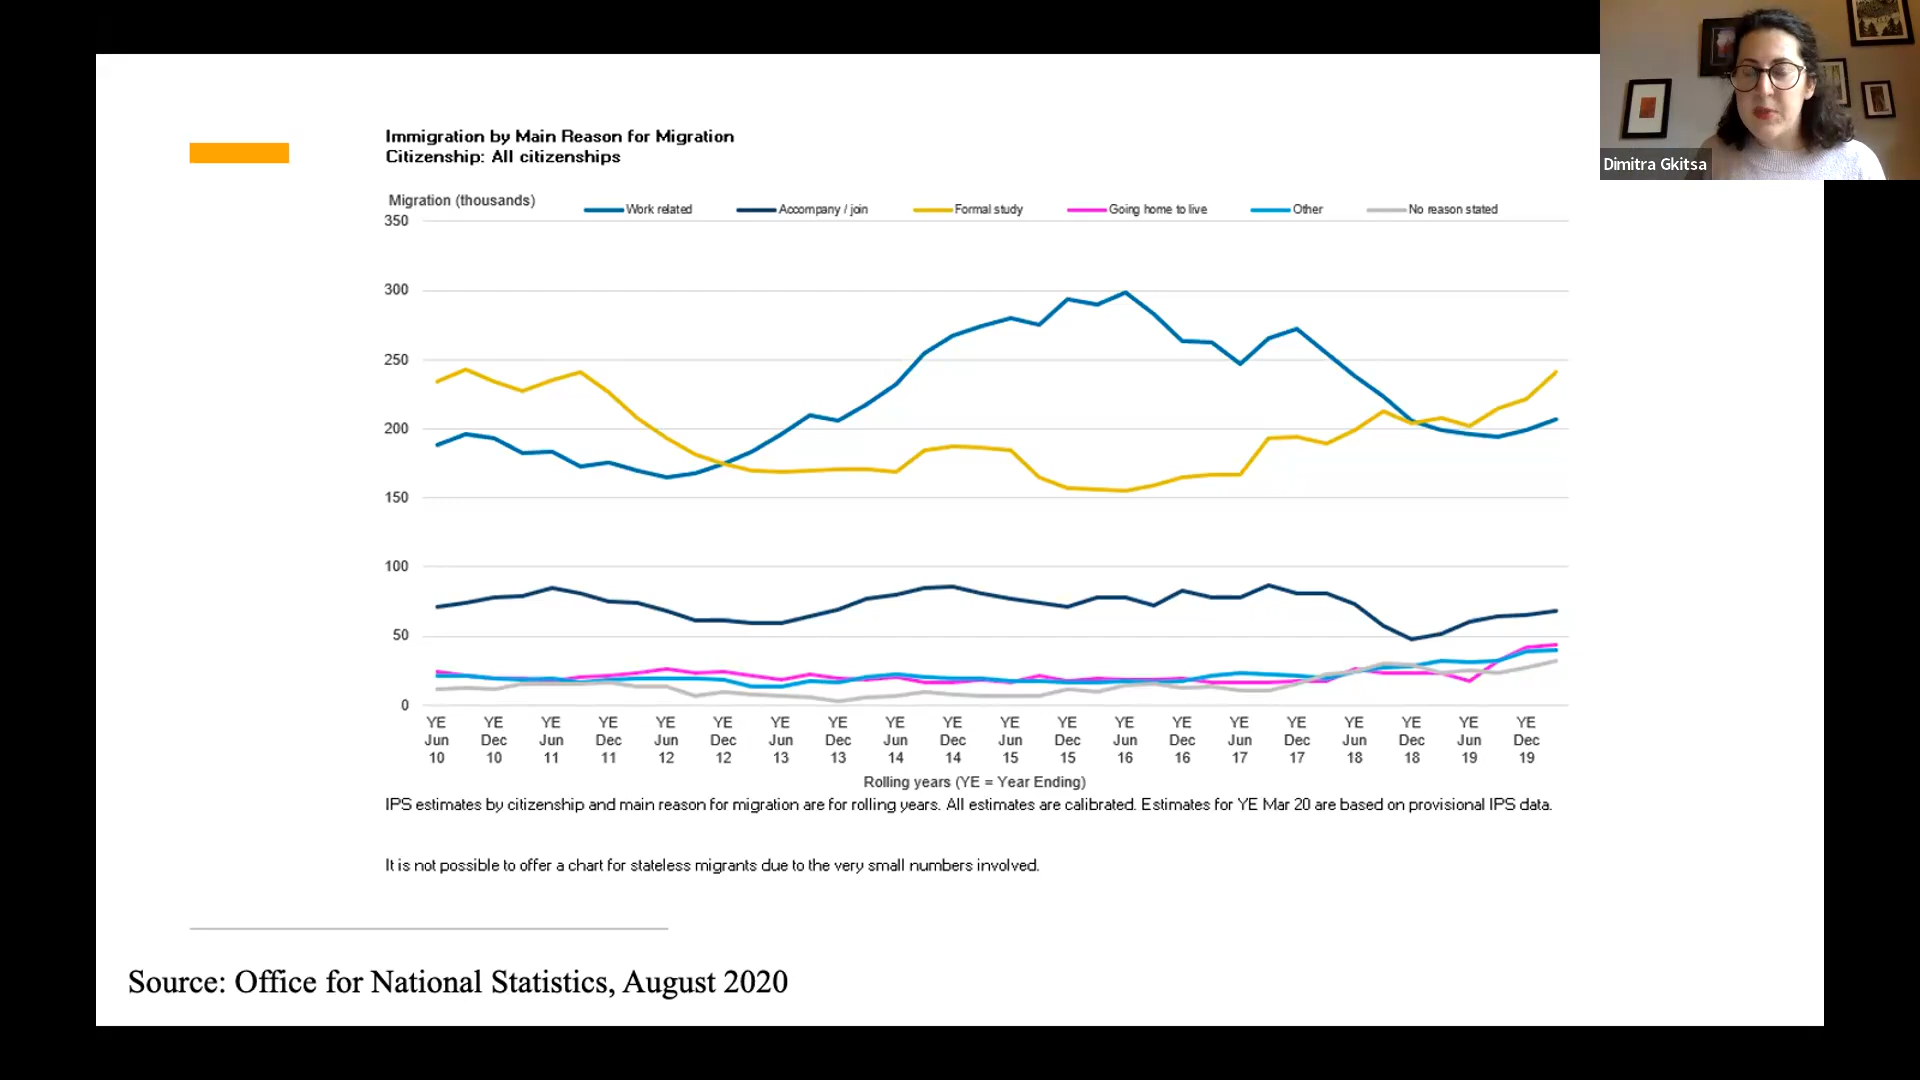 Dimitra Gkitsa
Immigration by Main Reason for Migration
Citizenship: All citizenships
Migration (thousands)
Work related
Accompany / join
Formal study
Going home to live
Other
No reason stated
350
300
250
200
150
100
50
0
YE Jun 10
YE Dec 10
YE Jun 11
YE Dec 11
YE Jun 12
YE Dec 12
YE Jun 13
YE Dec 13
YE Jun 14
YE Dec 14
YE Jun 15
YE Dec 15
YE Jun 16
YE Dec 16
YE Jun 17
YE Dec 17
YE Jun 18
YE Dec 18
YE Jun 19
YE Dec 19
Rolling years (YE = Year Ending)
IPS estimates by citizenship and main reason for migration are for rolling years. All estimates are calibrated. Estimates for YE Mar 20 are based on provisional IPS data.
It is not possible to offer a chart for stateless migrants due to the very small numbers involved.
Source: Office for National Statistics, August 2020